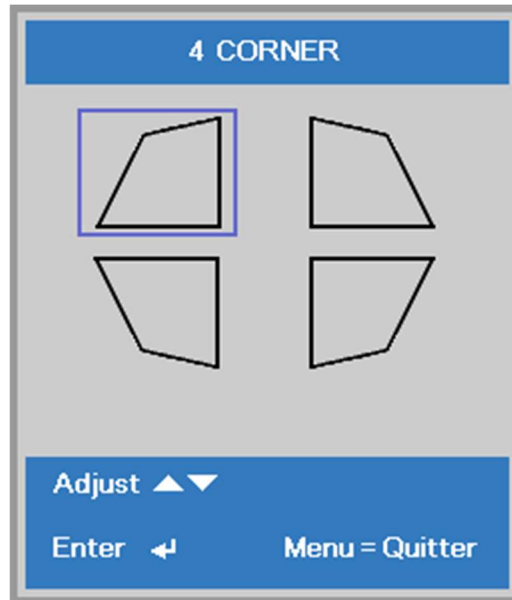 4 CORNER
Adjust ▲▼
Enter ↵
Menu = Quitter